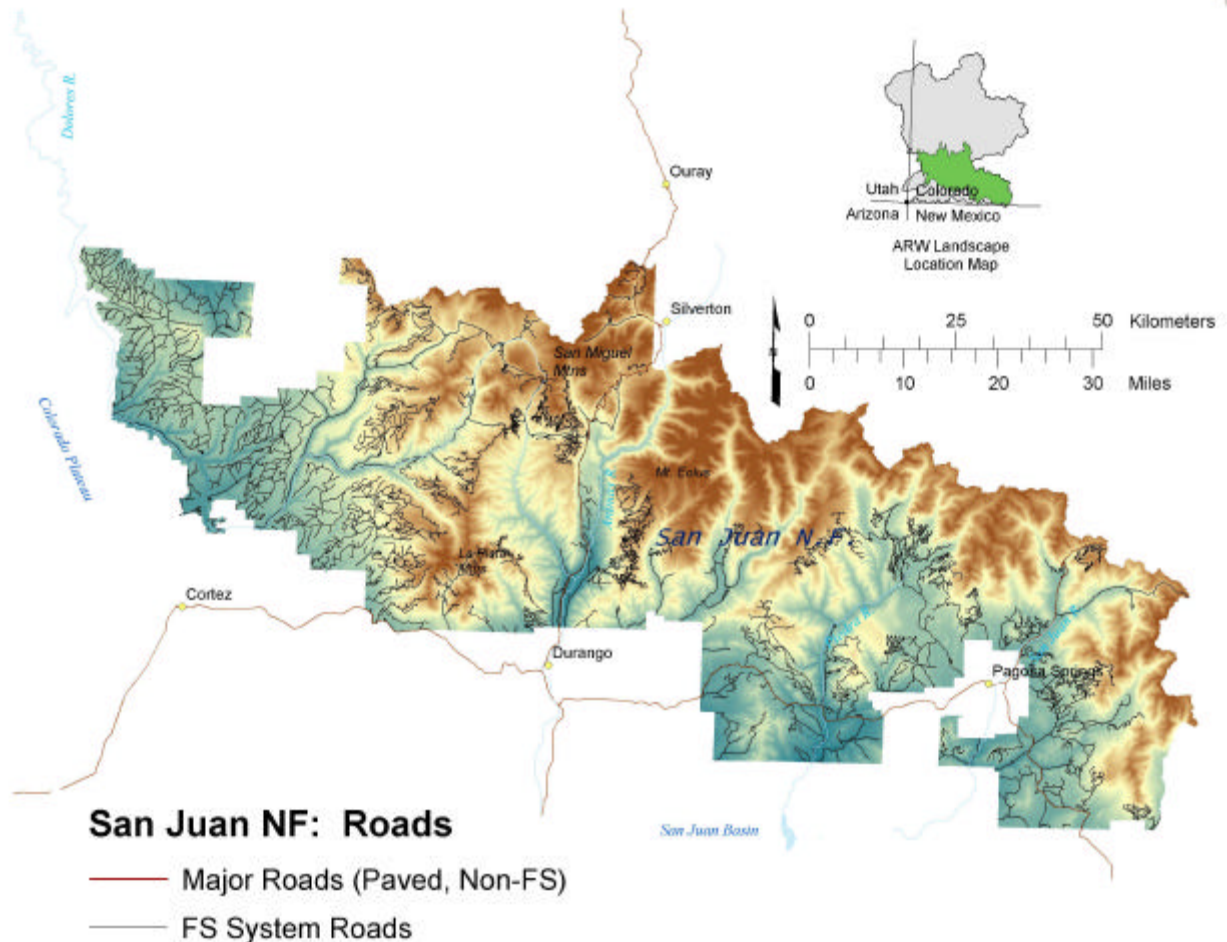 Dolores R.
Ouray
Utah
Colorado
Arizona
New Mexico
ARW Landscape
Location Map
Silverton
N
0
25
50
Kilometers
0
10
20
30
Miles
San Miguel
Mtns
Colorado Plateau
Mt. Eolus
Animas R.
San Juan N.F.
La Plata
Mtns
Cortez
Durango
Pagosa Springs
San Juan Basin
San Juan NF: Roads
Major Roads (Paved, Non-FS)
FS System Roads